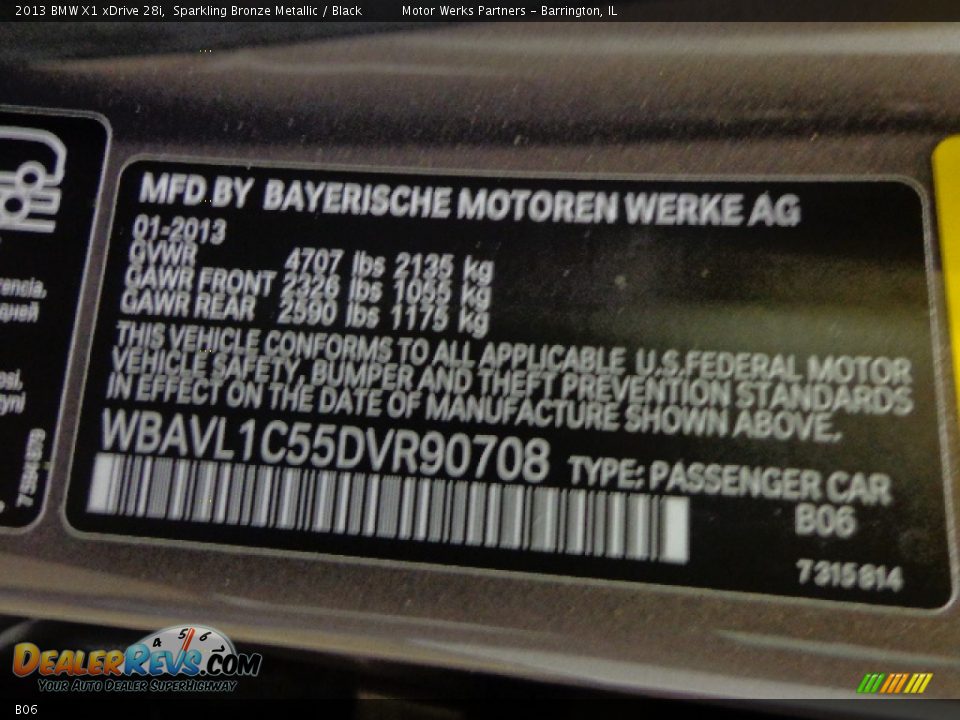 2013 BMW X1 xDrive 28i, Sparkling Bronze Metallic / Black Motor Werks Partners - Barrington, IL
MFD BY BAYERISCHE MOTOREN WERKE AG
01-2013
GVWR 4707 lbs 2135 kg
GAWR FRONT 2326 lbs 1055 kg
GAWR REAR 2590 lbs 1175 kg
THIS VEHICLE CONFORMS TO ALL APPLICABLE U.S.FEDERAL MOTOR
VEHICLE SAFETY, BUMPER AND THEFT PREVENTION STANDARDS
IN EFFECT ON THE DATE OF MANUFACTURE SHOWN ABOVE.
WBAVL1C55DVR90708
TYPE: PASSENGER CAR
B06
7315814
4 5 6
DealerRevs.com
Your Auto Dealer SuperHighway
B06